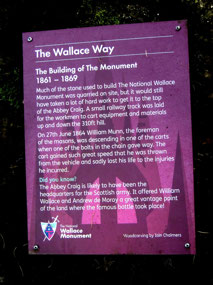 The Wallace Way
The Building of The Monument
1861 – 1869
Much of the stone used to build The National Wallace
Monument was quarried on site, but it would still
have taken a lot of hard work to get it to the top
of the Abbey Craig. A small railway track was laid
for the workmen to cart equipment and materials
up and down the 310ft hill.
On 27th June 1864 William Munn, the foreman
of the masons, was descending in one of the carts
when one of the bolts in the chain gave way. The
cart gained such great speed that he was thrown
from the vehicle and sadly lost his life to the injuries
he incurred.
Did you know?
The Abbey Craig is likely to have been the
headquarters for the Scottish army. It offered William
Wallace and Andrew de Moray a great vantage point
of the land where the famous battle took place!
The National
Wallace
Monument
Iain Chalmers